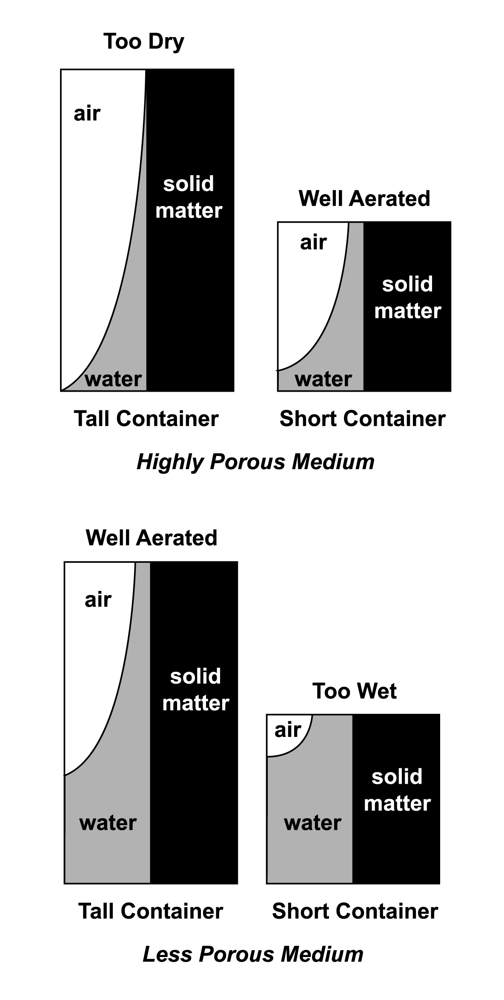 Too Dry
air
solid
matter
water
Tall Container
Well Aerated
air
solid
matter
water
Short Container
Highly Porous Medium
Well Aerated
air
solid
matter
water
Tall Container
Too Wet
air
solid
matter
water
Short Container
Less Porous Medium